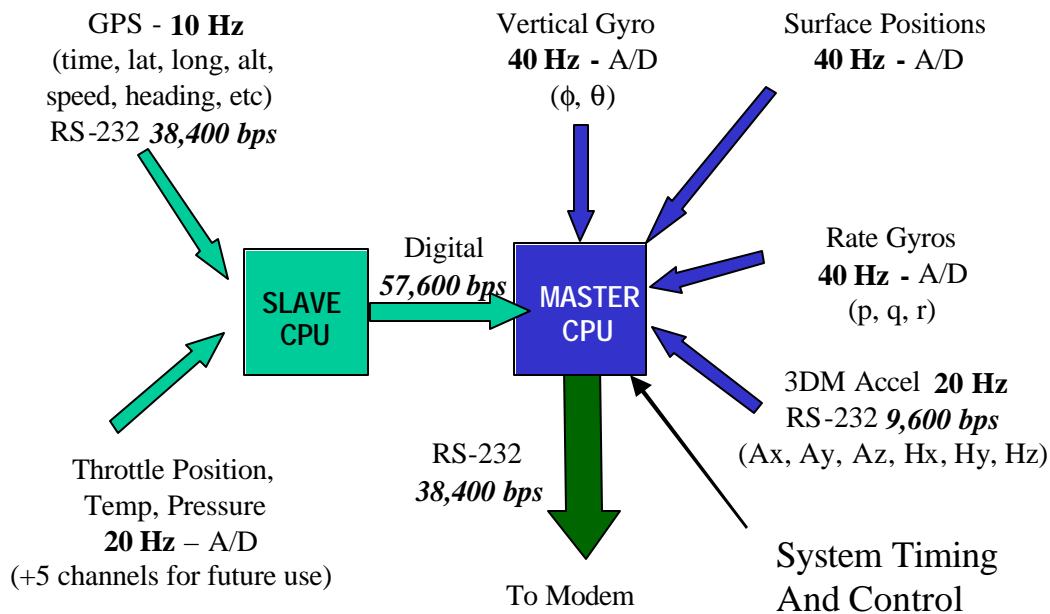 GPS - 10 Hz
(time, lat, long, alt,
speed, heading, etc)
RS-232 38,400 bps
Vertical Gyro
40 Hz - A/D
(ϕ, θ)
Surface Positions
40 Hz - A/D
Digital
57,600 bps
SLAVE
CPU
MASTER
CPU
Rate Gyros
40 Hz - A/D
(p, q, r)
3DM Accel 20 Hz
RS-232 9,600 bps
(Ax, Ay, Az, Hx, Hy, Hz)
Throttle Position,
Temp, Pressure
20 Hz – A/D
(+5 channels for future use)
RS-232
38,400 bps
To Modem
System Timing
And Control